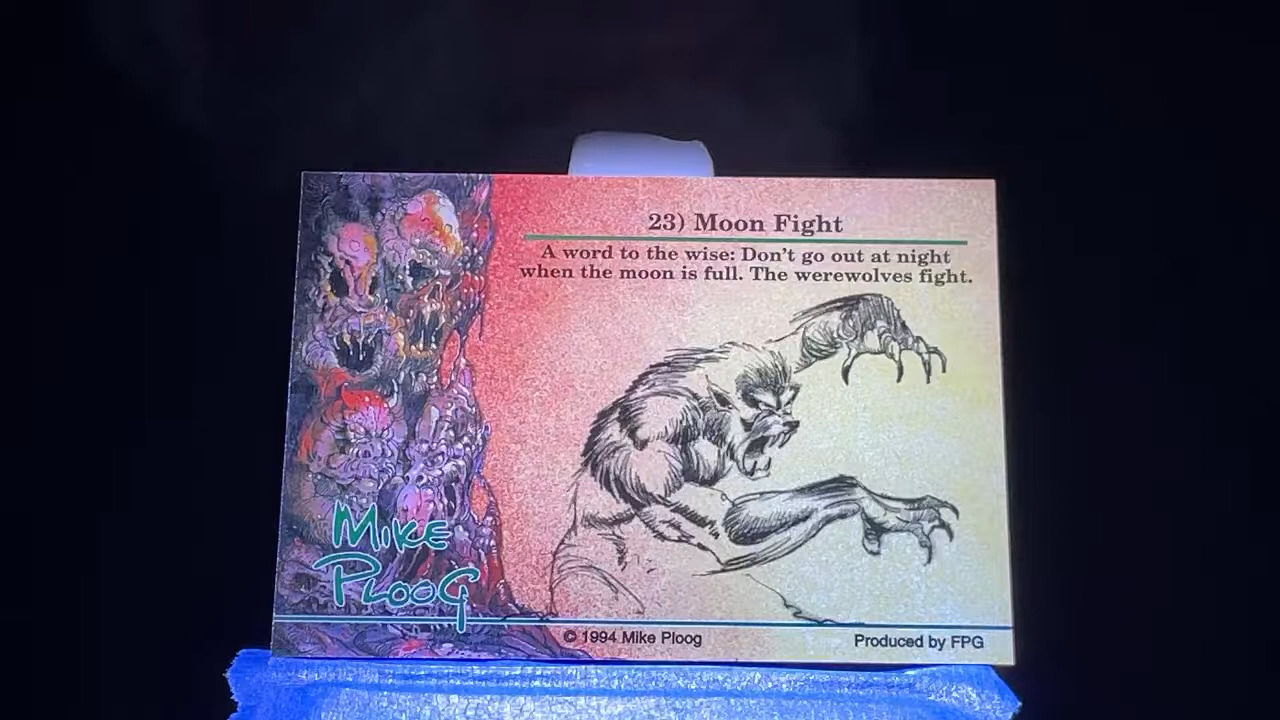 23) Moon Fight
A word to the wise: Don't go out at night
when the moon is full. The werewolves fight.
Mike
Ploog
© 1994 Mike Ploog
Produced by FPG